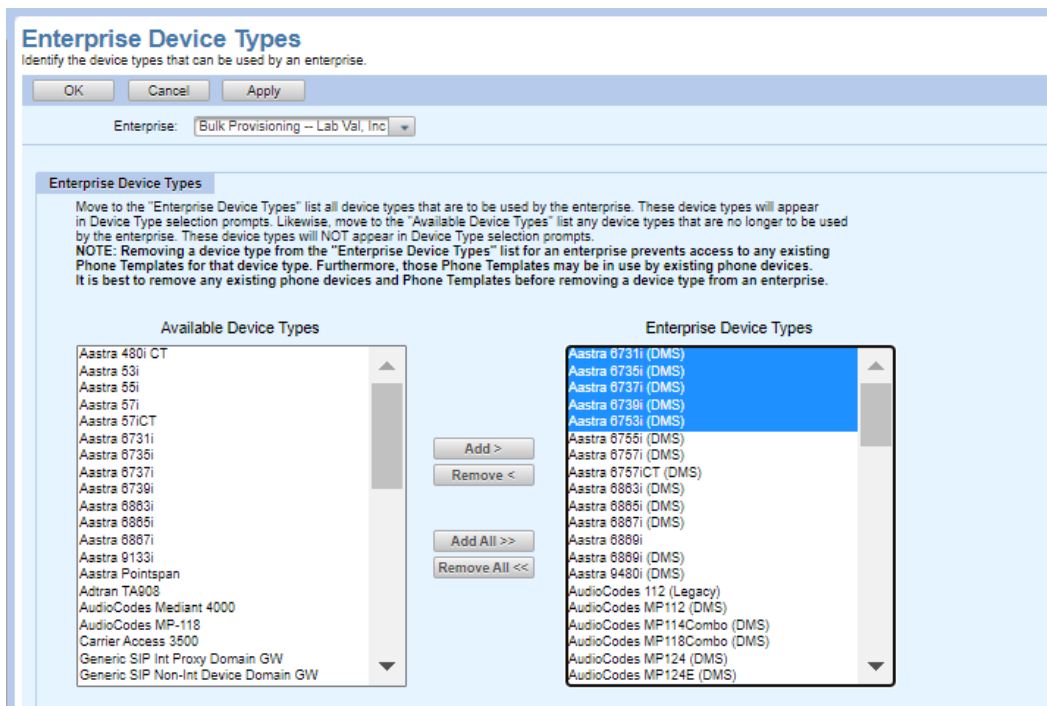 Enterprise Device Types
Identify the device types that can be used by an enterprise.
OK Cancel Apply
Enterprise: Bulk Provisioning -- Lab Val, Inc
Enterprise Device Types
Move to the "Enterprise Device Types" list all device types that are to be used by the enterprise. These device types will appear
in Device Type selection prompts. Likewise, move to the "Available Device Types" list any device types that are no longer to be used
by the enterprise. These device types will NOT appear in Device Type selection prompts.
NOTE: Removing a device type from the "Enterprise Device Types" list for an enterprise prevents access to any existing
Phone Templates for that device type. Furthermore, those Phone Templates may be in use by existing phone devices.
It is best to remove any existing phone devices and Phone Templates before removing a device type from an enterprise.
Available Device Types
Aastra 480i CT
Aastra 53i
Aastra 55i
Aastra 57i
Aastra 57iCT
Aastra 6731i
Aastra 6735i
Aastra 6737i
Aastra 6739i
Aastra 6863i
Aastra 6865i
Aastra 6867i
Aastra 9133i
Aastra Pointspan
Adtran TA908
AudioCodes Mediant 4000
AudioCodes MP-118
Carrier Access 3500
Generic SIP Int Proxy Domain GW
Generic SIP Non-Int Device Domain GW
Add >
Remove <
Add All >>
Remove All <<
Enterprise Device Types
Aastra 6731i (DMS)
Aastra 6735i (DMS)
Aastra 6737i (DMS)
Aastra 6739i (DMS)
Aastra 6753i (DMS)
Aastra 6755i (DMS)
Aastra 6757i (DMS)
Aastra 6757iCT (DMS)
Aastra 6863i (DMS)
Aastra 6865i (DMS)
Aastra 6867i (DMS)
Aastra 6869i
Aastra 6869i (DMS)
Aastra 9480i (DMS)
AudioCodes 112 (Legacy)
AudioCodes MP112 (DMS)
AudioCodes MP114Combo (DMS)
AudioCodes MP118Combo (DMS)
AudioCodes MP124 (DMS)
AudioCodes MP124E (DMS)